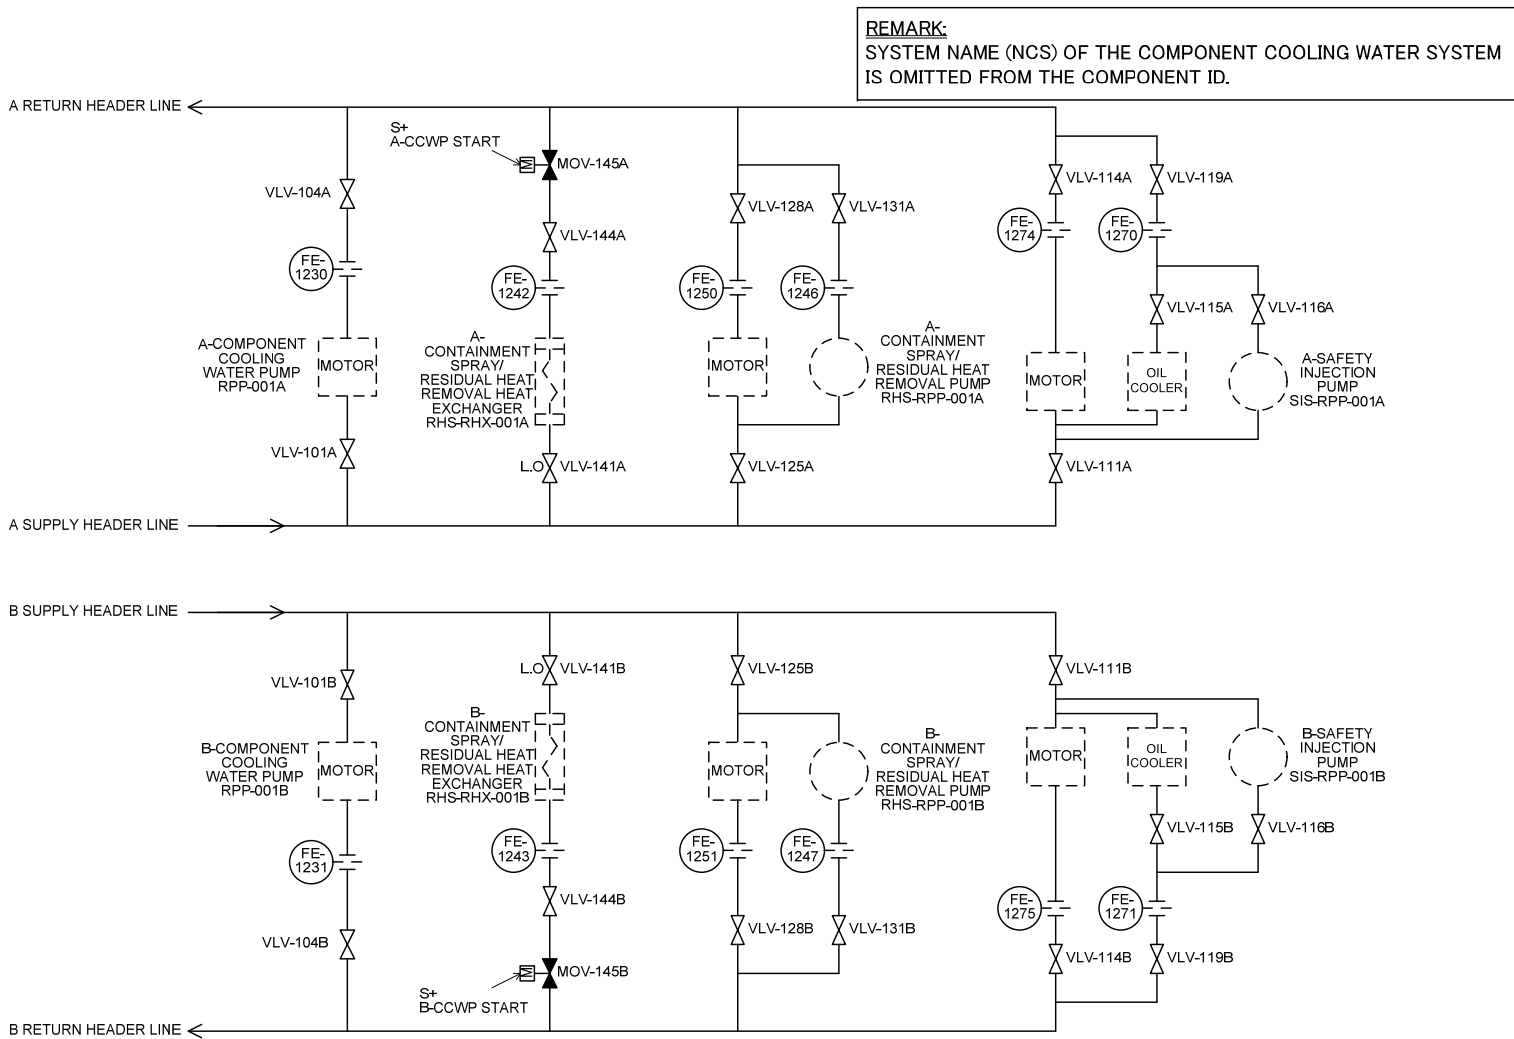 REMARK:
SYSTEM NAME (NCS) OF THE COMPONENT COOLING WATER SYSTEM
IS OMITTED FROM THE COMPONENT ID.
A RETURN HEADER LINE
S+
A-CCWP START
M
MOV-145A
VLV-104A
VLV-144A
VLV-128A
VLV-131A
VLV-114A
VLV-119A
FE-
1230
FE-
1242
FE-
1250
FE-
1246
FE-
1274
FE-
1270
VLV-115A
VLV-116A
A-COMPONENT
COOLING
WATER PUMP
RPP-001A
MOTOR
A-
CONTAINMENT
SPRAY/
RESIDUAL HEAT
REMOVAL HEAT
EXCHANGER
RHS-RHX-001A
MOTOR
A-
CONTAINMENT
SPRAY/
RESIDUAL HEAT
REMOVAL PUMP
RHS-RPP-001A
MOTOR
OIL
COOLER
A-SAFETY
INJECTION
PUMP
SIS-RPP-001A
VLV-101A
L.O
VLV-141A
VLV-125A
VLV-111A
A SUPPLY HEADER LINE
B SUPPLY HEADER LINE
VLV-101B
L.O
VLV-141B
VLV-125B
VLV-111B
B-COMPONENT
COOLING
WATER PUMP
RPP-001B
MOTOR
B-
CONTAINMENT
SPRAY/
RESIDUAL HEAT
REMOVAL HEAT
EXCHANGER
RHS-RHX-001B
MOTOR
B-
CONTAINMENT
SPRAY/
RESIDUAL HEAT
REMOVAL PUMP
RHS-RPP-001B
MOTOR
OIL
COOLER
B-SAFETY
INJECTION
PUMP
SIS-RPP-001B
VLV-115B
VLV-116B
FE-
1231
FE-
1243
FE-
1251
FE-
1247
FE-
1275
FE-
1271
VLV-104B
VLV-144B
VLV-128B
VLV-131B
VLV-114B
VLV-119B
M
MOV-145B
S+
B-CCWP START
B RETURN HEADER LINE